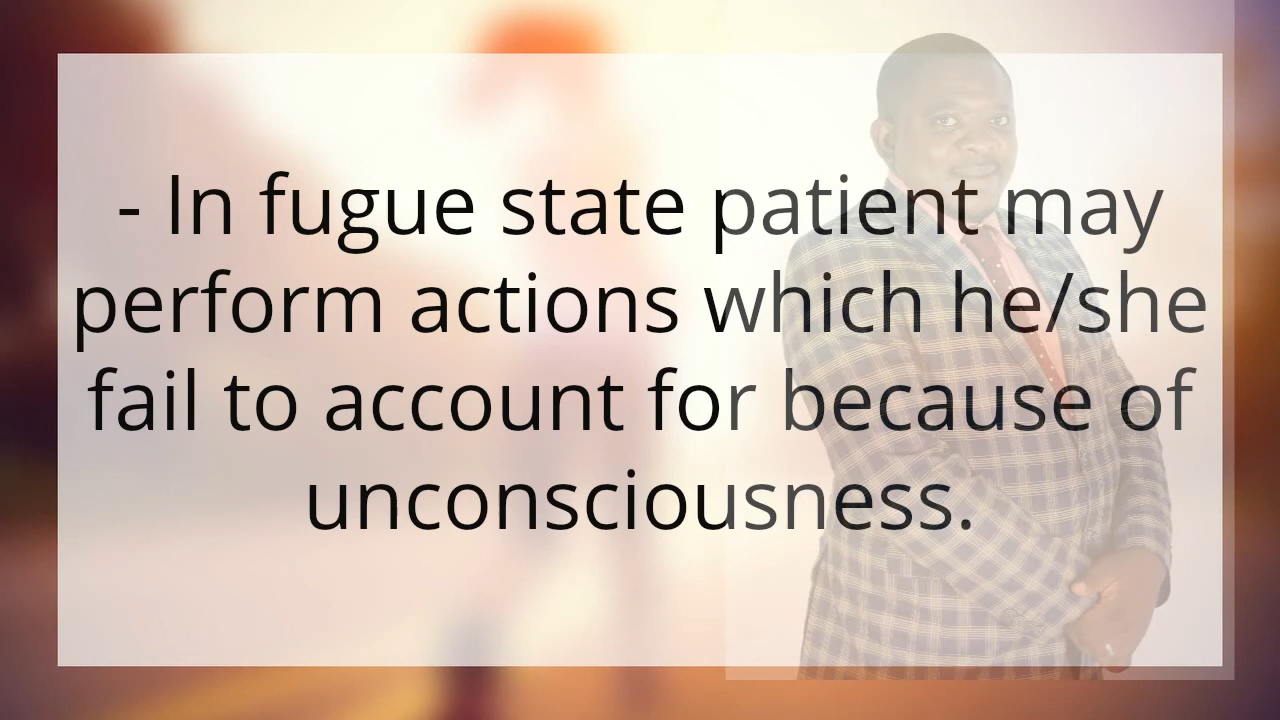 - In fugue state patient may
perform actions which he/she
fail to account for because of
unconsciousness.